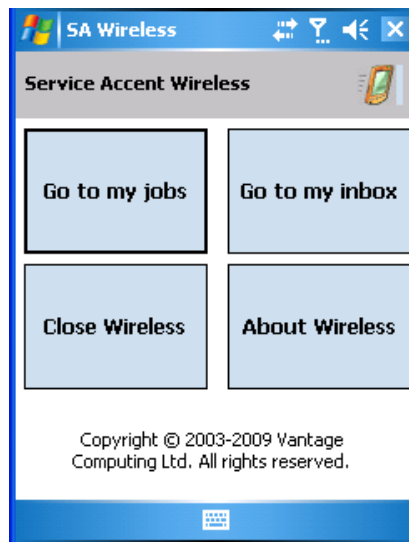 SA Wireless
Service Accent Wireless
Go to my jobs
Go to my inbox
Close Wireless
About Wireless
Copyright © 2003-2009 Vantage
Computing Ltd. All rights reserved.